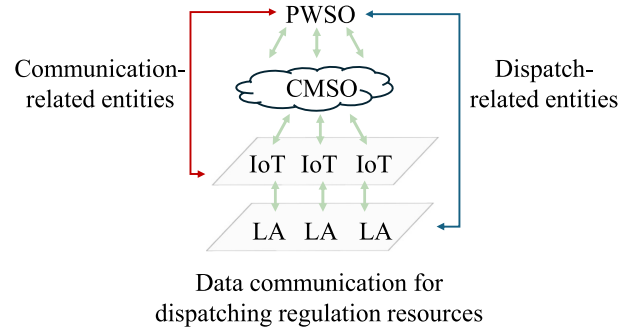 PWSO
Communication-
related entities
Dispatch-
related entities
CMSO
IoT IoT IoT
LA LA LA
Data communication for
dispatching regulation resources